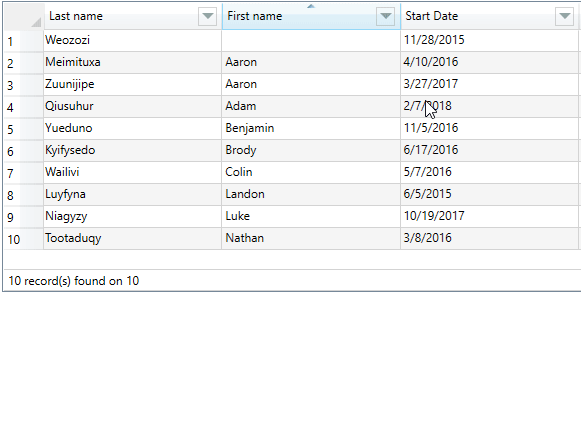 Last name First name Start Date
1 Weozozi 11/28/2015
2 Meimituxa Aaron 4/10/2016
3 Zuunijipe Aaron 3/27/2017
4 Qiusuhur Adam 2/7/2018
5 Yueduno Benjamin 11/5/2016
6 Kyifysedo Brody 6/17/2016
7 Wailivi Colin 5/7/2016
8 Luyfyna Landon 6/5/2015
9 Niagyzy Luke 10/19/2017
10 Tootaduqy Nathan 3/8/2016
10 record(s) found on 10